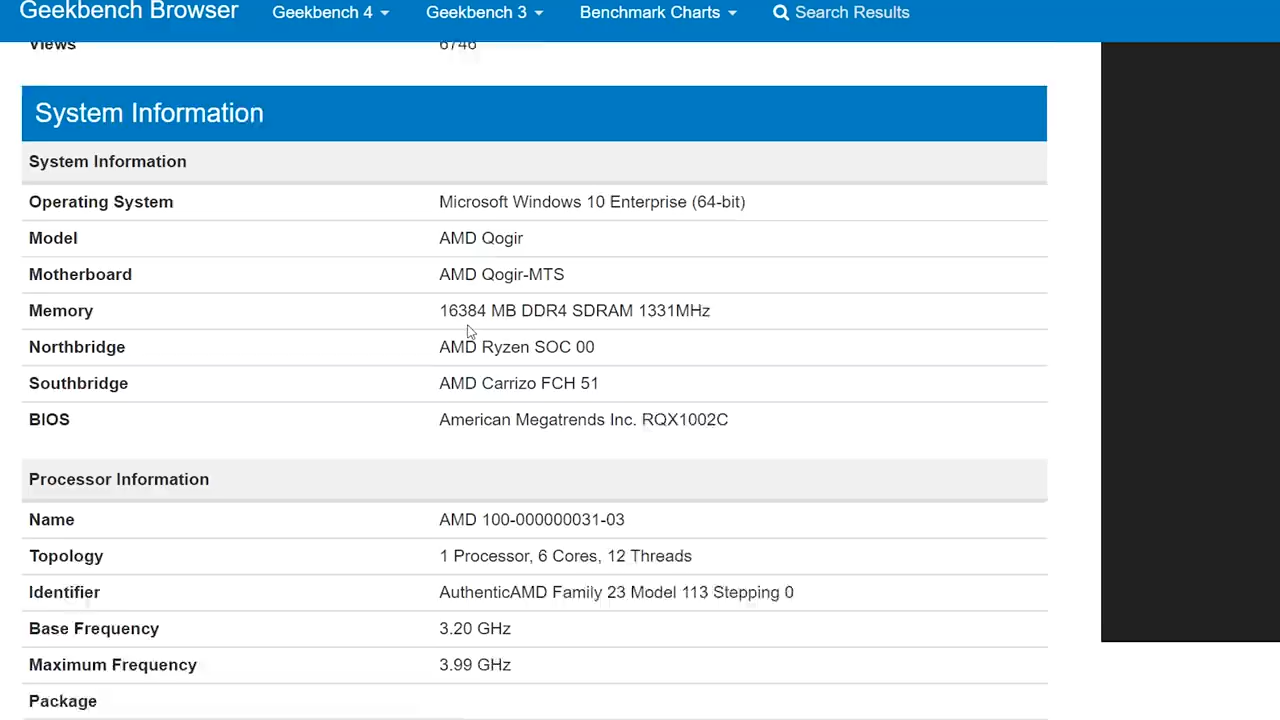 Geekbench Browser Geekbench 4 Geekbench 3 Benchmark Charts Search Results
Views 6746
System Information
System Information
Operating System Microsoft Windows 10 Enterprise (64-bit)
Model AMD Qogir
Motherboard AMD Qogir-MTS
Memory 16384 MB DDR4 SDRAM 1331MHz
Northbridge AMD Ryzen SOC 00
Southbridge AMD Carrizo FCH 51
BIOS American Megatrends Inc. RQX1002C
Processor Information
Name AMD 100-000000031-03
Topology 1 Processor, 6 Cores, 12 Threads
Identifier AuthenticAMD Family 23 Model 113 Stepping 0
Base Frequency 3.20 GHz
Maximum Frequency 3.99 GHz
Package